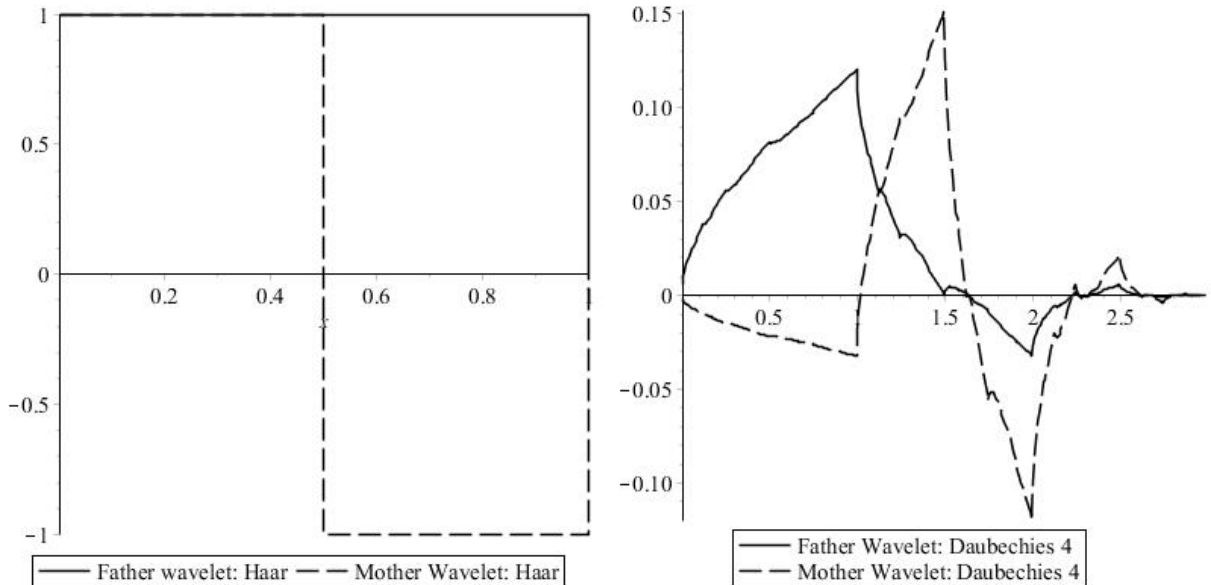 1
0.5
0
0.2 0.4 0.6 0.8 1
−0.5
−1
Father wavelet: Haar Mother Wavelet: Haar
0.15
0.10
0.05
0
0.5 1.5 2 2.5
−0.05
−0.10
Father Wavelet: Daubechies 4
Mother Wavelet: Daubechies 4